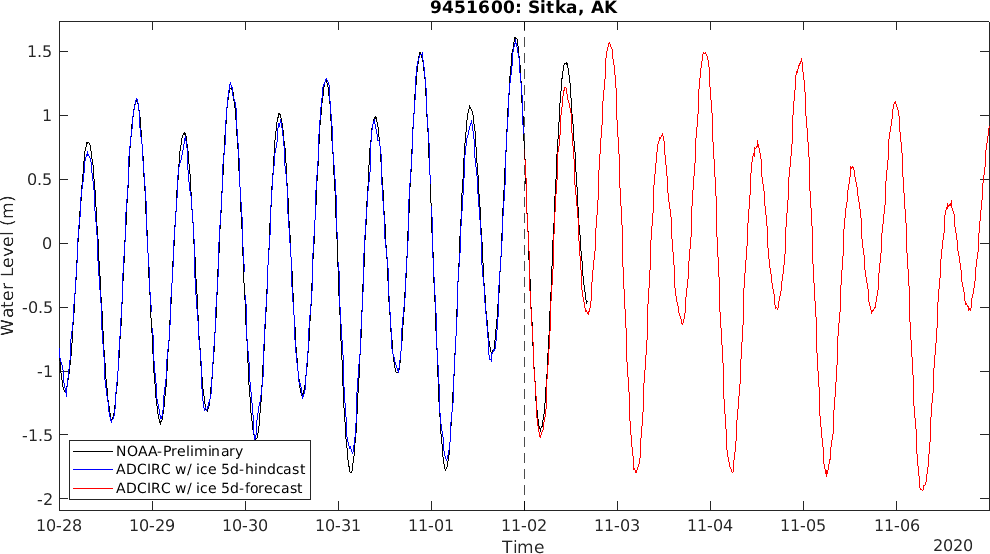 9451600: Sitka, AK
Water Level (m)
1.5
1
0.5
0
-0.5
-1
-1.5
-2
NOAA-Preliminary
ADCIRC w/ ice 5d-hindcast
ADCIRC w/ ice 5d-forecast
10-28 10-29 10-30 10-31 11-01 11-02 11-03 11-04 11-05 11-06
Time
2020